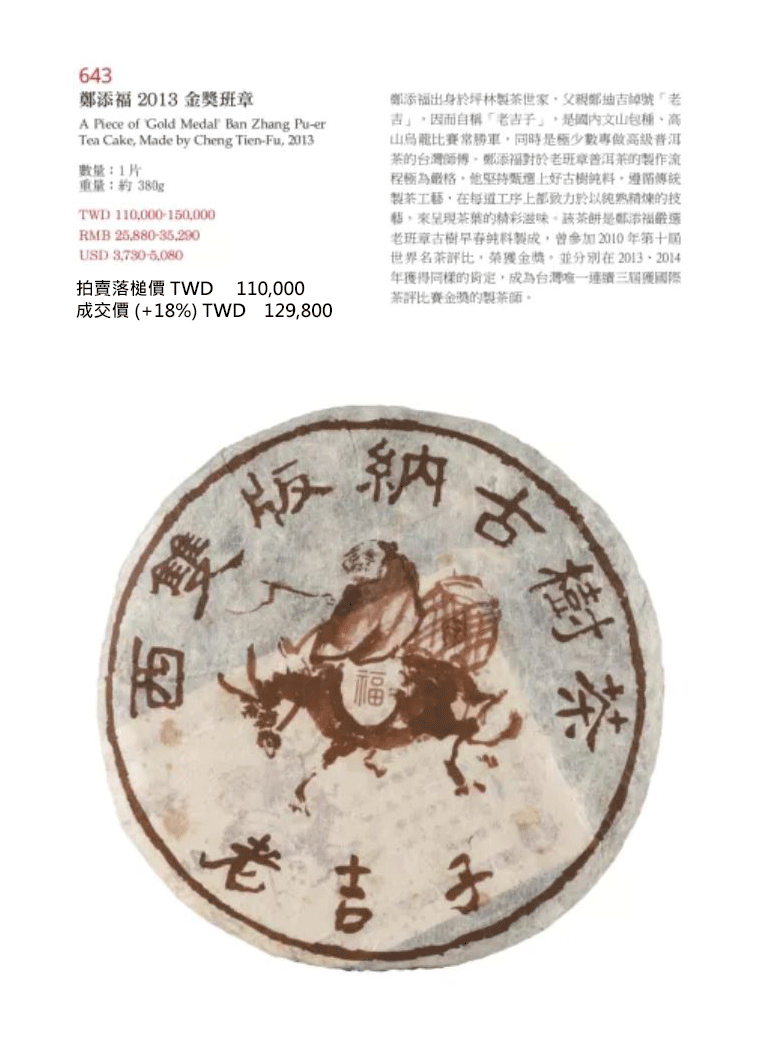 643
鄭添福 2013 金獎班章
A Piece of 'Gold Medal' Ban Zhang Pu-er
Tea Cake, Made by Cheng Tien-Fu, 2013
數量：1 片
重量：約 380g
TWD 110,000-150,000
RMB 25,880-35,290
USD 3,730-5,080
拍賣落槌價 TWD 110,000
成交價 (+18%) TWD 129,800
鄭添福出身於坪林製茶世家，父親鄭迪吉綽號「老
吉」，因而自稱「老吉子」，是國內文山包種、高
山烏龍比賽常勝軍，同時是極少數專做高級普洱
茶的台灣師傅。鄭添福對於老班章普洱茶的製作流
程極為嚴格，他堅持甄選上好古樹純料，遵循傳統
製茶工藝，在每道工序上都致力於以純熟精煉的技
藝，來呈現茶葉的精彩滋味。該茶餅是鄭添福嚴選
老班章古樹早春純料製成，曾參加 2010 年第十屆
世界名茶評比，榮獲金獎，並分別在 2013、2014
年獲得同樣的肯定，成為台灣唯一連續三屆獲國際
茶評比賽金獎的製茶師。
西雙版納古樹茶
福
老吉子